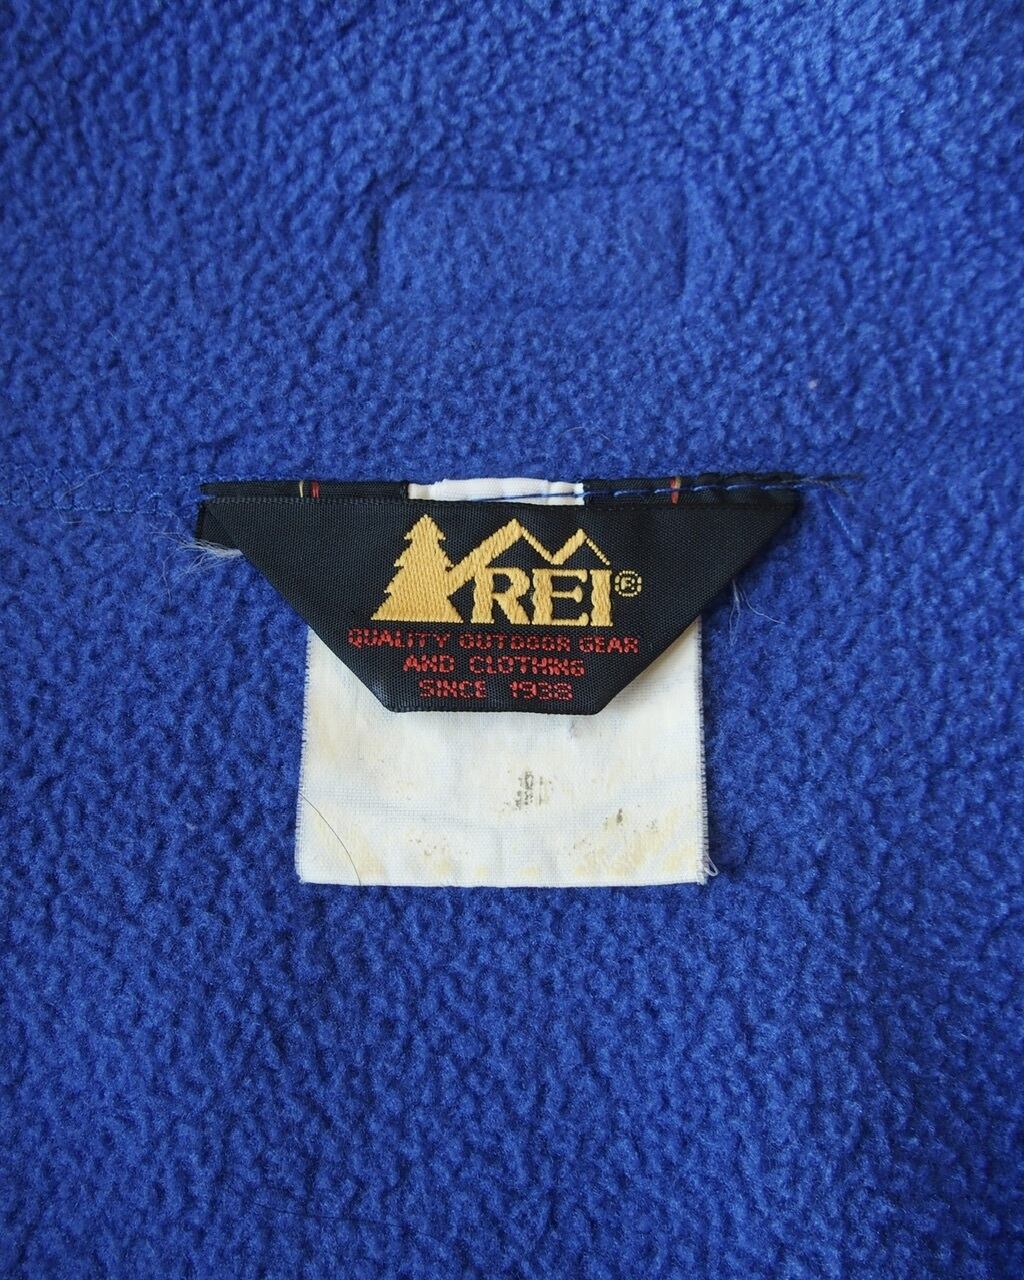 REI®
QUALITY OUTDOOR GEAR
AND CLOTHING
SINCE 1938